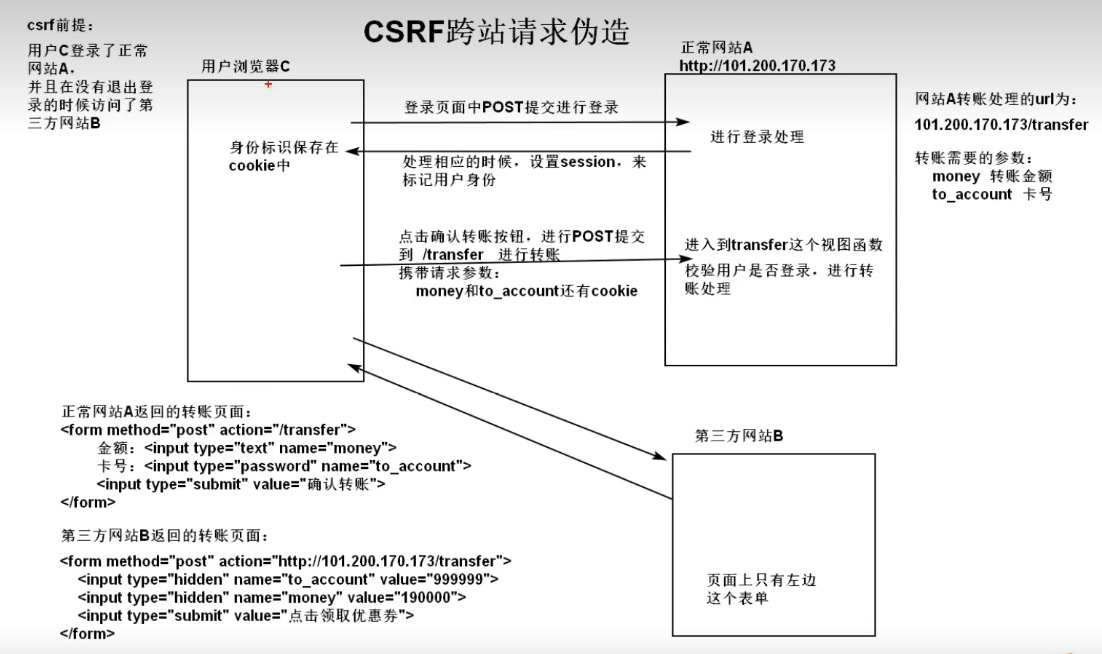 CSRF跨站请求伪造
csrf前提：
用户C登录了正常
网站A，
并且在没有退出登
录的时候访问了第
三方网站B
用户浏览器C
身份标识保存在
cookie中
登录页面中POST提交进行登录
处理相应的时候，设置session，来
标记用户身份
点击确认转账按钮，进行POST提交
到 /transfer 进行转账
携带请求参数：
money和to_account还有cookie
正常网站A
http://101.200.170.173
进行登录处理
进入到transfer这个视图函数
校验用户是否登录，进行转
账处理
网站A转账处理的url为：
101.200.170.173/transfer
转账需要的参数：
money 转账金额
to_account 卡号
正常网站A返回的转账页面：
<form method="post" action="/transfer">
金额：<input type="text" name="money">
卡号：<input type="password" name="to_account">
<input type="submit" value="确认转账">
</form>
第三方网站B返回的转账页面：
<form method="post" action="http://101.200.170.173/transfer">
<input type="hidden" name="to_account" value="999999">
<input type="hidden" name="money" value="190000">
<input type="submit" value="点击领取优惠券">
</form>
第三方网站B
页面上只有左边
这个表单